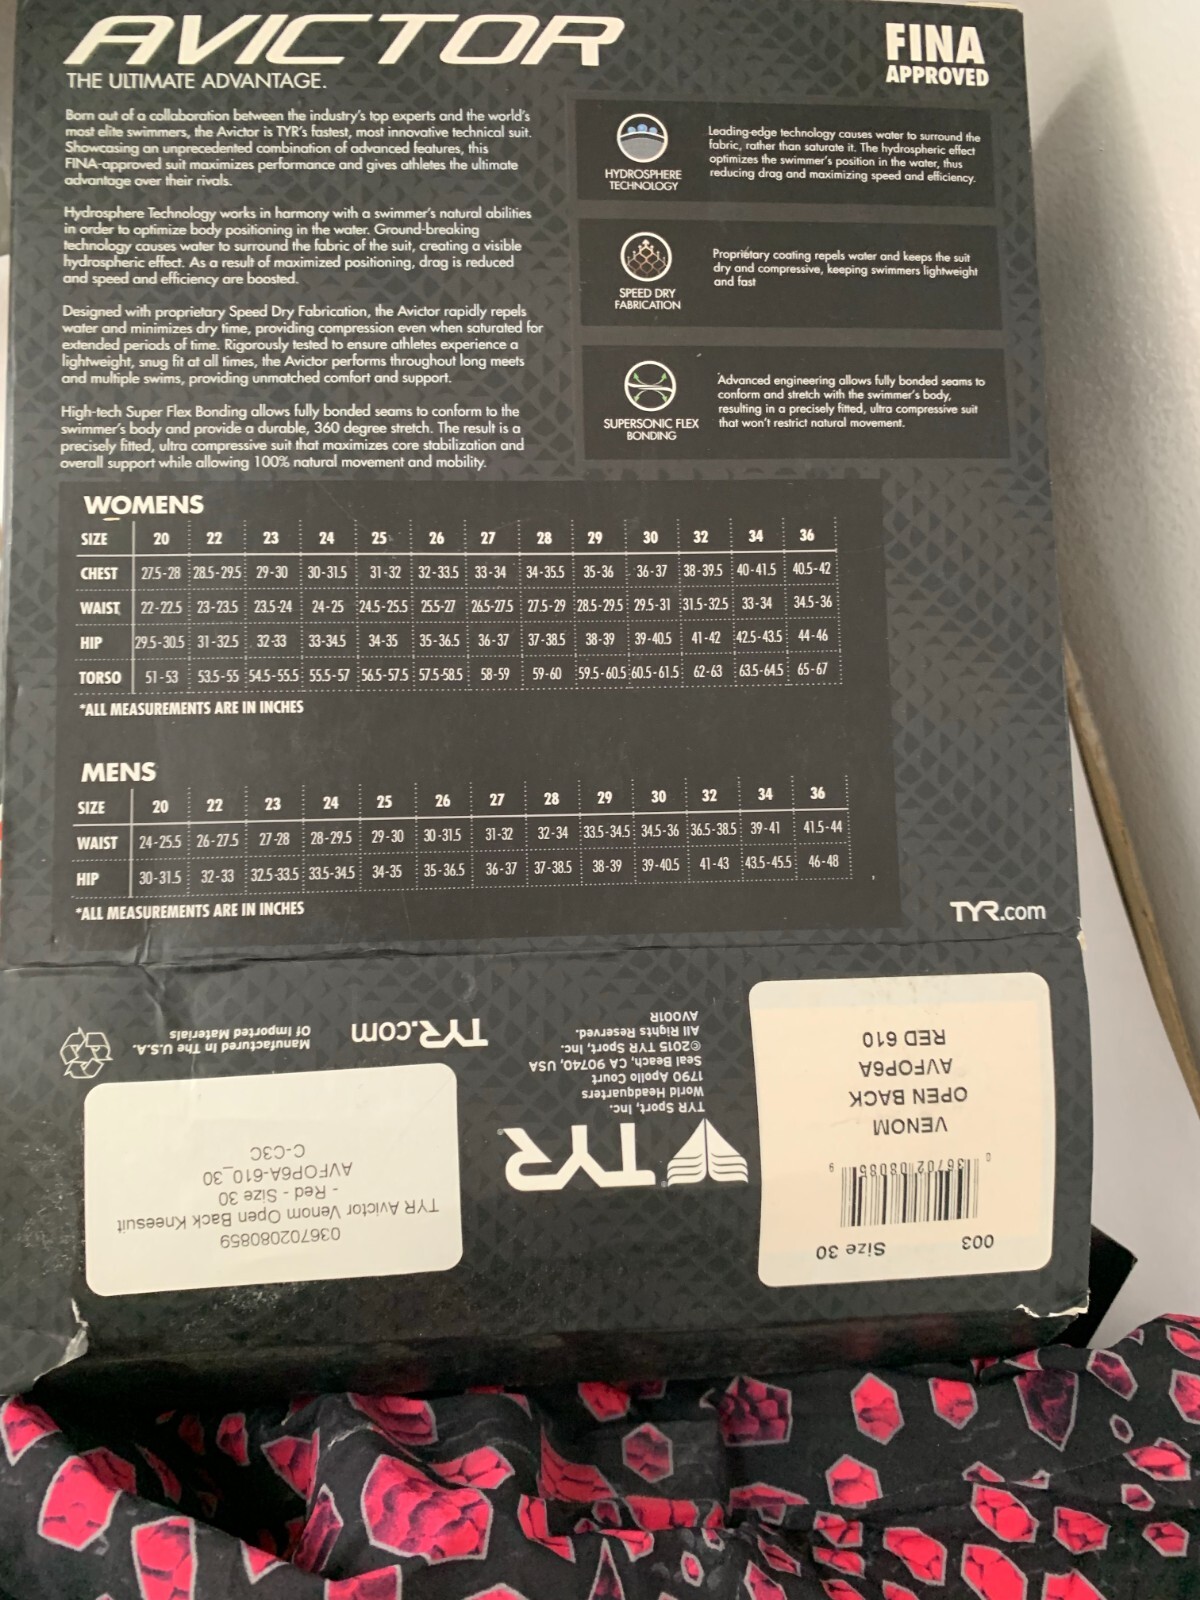 AVICTOR
THE ULTIMATE ADVANTAGE.
FINA
APPROVED
Born out of a collaboration between the industry's top experts and the world's
most elite swimmers, the Avictor is TYR's fastest, most innovative technical suit.
Showcasing an unprecedented combination of advanced features, this
FINA-approved suit maximizes performance and gives athletes the ultimate
advantage over their rivals.
Hydrosphere Technology works in harmony with a swimmer's natural abilities
in order to optimize body positioning in the water. Ground-breaking
technology causes water to surround the fabric of the suit, creating a visible
hydrospheric effect. As a result of maximized positioning, drag is reduced
and speed and efficiency are boosted.
Designed with proprietary Speed Dry Fabrication, the Avictor rapidly repels
water and minimizes dry time, providing compression even when saturated for
extended periods of time. Rigorously tested to ensure athletes experience a
lightweight, snug fit at all times, the Avictor performs throughout long meets
and multiple swims, providing unmatched comfort and support.
High-tech Super Flex Bonding allows fully bonded seams to conform to the
swimmer's body and provide a durable, 360 degree stretch. The result is a
precisely fitted, ultra compressive suit that maximizes core stabilization and
overall support while allowing 100% natural movement and mobility.
HYDROSPHERE
TECHNOLOGY
Leading-edge technology causes water to surround the
fabric, rather than saturate it. The hydrospheric effect
optimizes the swimmer's position in the water, thus
reducing drag and maximizing speed and efficiency.
SPEED DRY
FABRICATION
Proprietary coating repels water and keeps the suit
dry and compressive, keeping swimmers lightweight
and fast
SUPERSONIC FLEX
BONDING
Advanced engineering allows fully bonded seams to
conform and stretch with the swimmer's body,
resulting in a precisely fitted, ultra compressive suit
that won't restrict natural movement.
WOMENS
SIZE 20 22 23 24 25 26 27 28 29 30 32 34 36
CHEST 27.5-28 28.5-29.5 29-30 30-31.5 31-32 32-33.5 33-34 34-35.5 35-36 36-37 38-39.5 40-41.5 40.5-42
WAIST 22-22.5 23-23.5 23.5-24 24-25 24.5-25.5 25.5-27 26.5-27.5 27.5-29 28.5-29.5 29.5-31 31.5-32.5 33-34 34.5-36
HIP 29.5-30.5 31-32.5 32-33 33-34.5 34-35 35-36.5 36-37 37-38.5 38-39 39-40.5 41-42 42.5-43.5 44-46
TORSO 51-53 53.5-55 54.5-55.5 55.5-57 56.5-57.5 57.5-58.5 58-59 59-60 59.5-60.5 60.5-61.5 62-63 63.5-64.5 65-67
*ALL MEASUREMENTS ARE IN INCHES
MENS
SIZE 20 22 23 24 25 26 27 28 29 30 32 34 36
WAIST 24-25.5 26-27.5 27-28 28-29.5 29-30 30-31.5 31-32 32-34 33.5-34.5 34.5-36 36.5-38.5 39-41 41.5-44
HIP 30-31.5 32-33 32.5-33.5 33.5-34.5 34-35 35-36.5 36-37 37-38.5 38-39 39-40.5 41-43 43.5-45.5 46-48
*ALL MEASUREMENTS ARE IN INCHES
TYR.com
003 Size 30
0 36702 08085 9
VENOM
OPEN BACK
AVFOP6A
RED 610
TYR
TYR Sport, Inc.
World Headquarters
1790 Apollo Court
Seal Beach, CA 90740, USA
©2015 TYR Sport, Inc.
All Rights Reserved.
AV001R
TYR.com
036702080859
TYR Avictor Venom Open Back Kneesuit
- Red - Size 30
AVFOP6A-610_30
C-C3C
Manufactured In The U.S.A.
Of Imported Materials